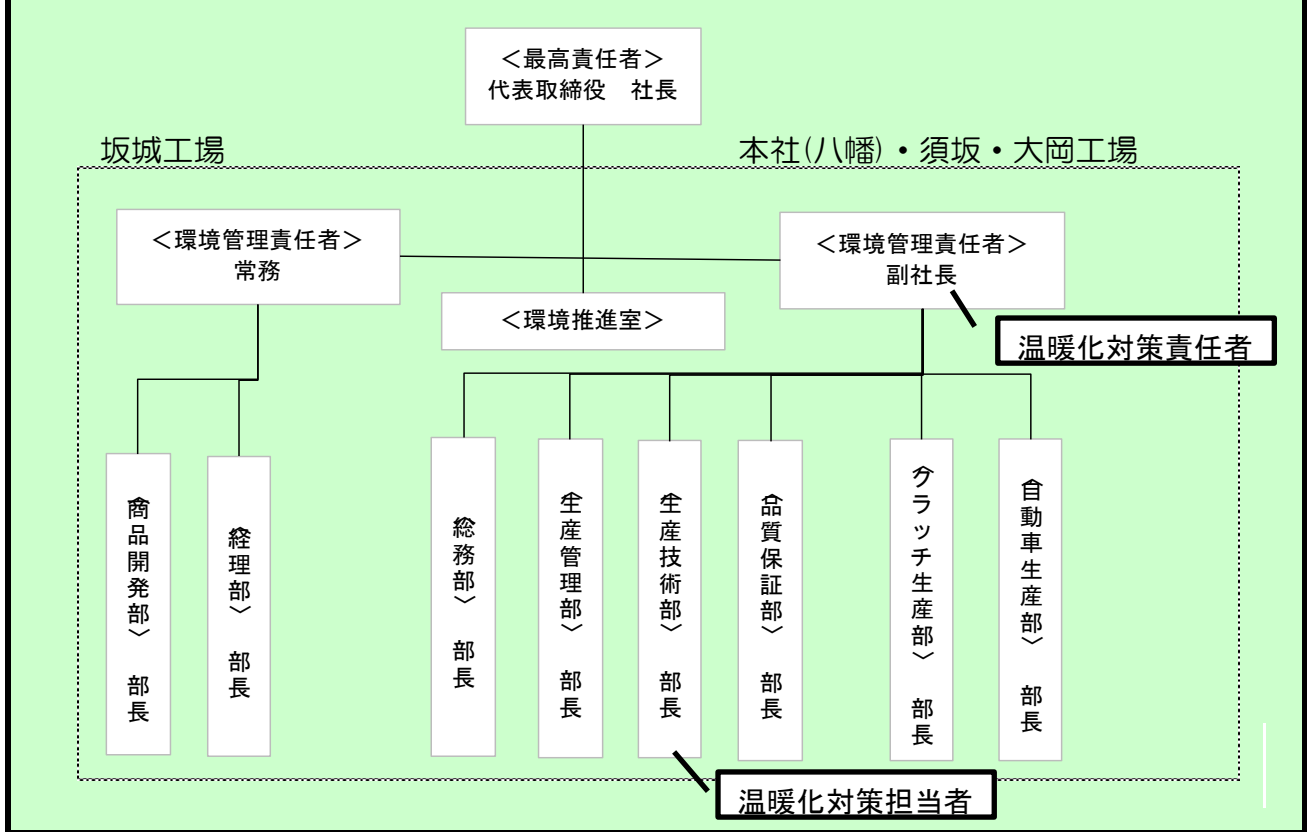 ＜最高責任者＞
代表取締役　社長
坂城工場
本社(八幡)・須坂・大岡工場
＜環境管理責任者＞
常務
＜環境管理責任者＞
副社長
＜環境推進室＞
温暖化対策責任者
〈商品開発部〉　部長
〈経理部〉　部長
〈総務部〉　部長
〈生産管理部〉　部長
〈生産技術部〉　部長
〈品質保証部〉　部長
〈クラッチ生産部〉　部長
〈自動車生産部〉　部長
温暖化対策担当者